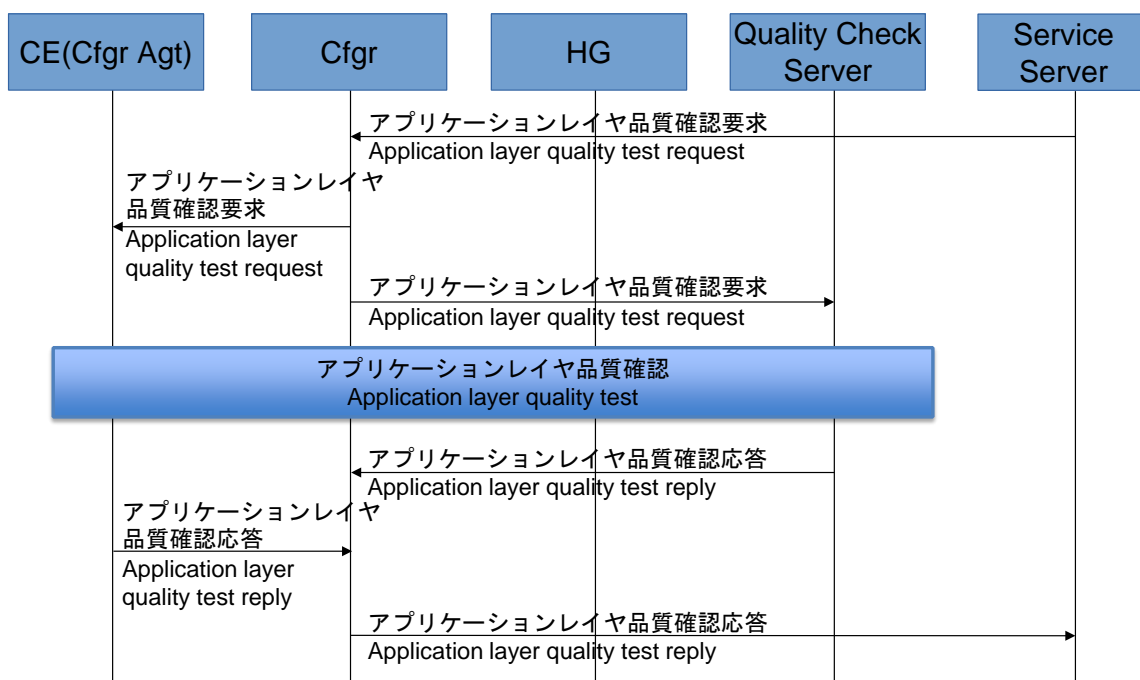 CE(Cfgr Agt)
Cfgr
HG
Quality Check
Server
Service
Server
アプリケーションレイヤ品質確認要求
Application layer quality test request
アプリケーションレイヤ
品質確認要求
Application layer
quality test request
アプリケーションレイヤ品質確認要求
Application layer quality test request
アプリケーションレイヤ品質確認
Application layer quality test
アプリケーションレイヤ品質確認応答
Application layer quality test reply
アプリケーションレイヤ
品質確認応答
Application layer
quality test reply
アプリケーションレイヤ品質確認応答
Application layer quality test reply